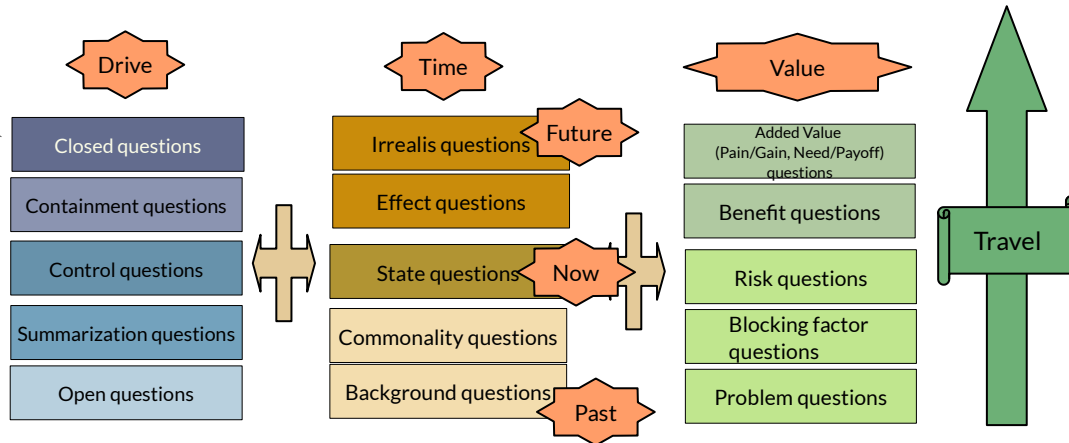 Drive
Closed questions
Containment questions
Control questions
Summarization questions
Open questions
Time
Future
Irrealis questions
Effect questions
State questions
Now
Commonality questions
Background questions
Past
Value
Added Value
(Pain/Gain, Need/Payoff)
questions
Benefit questions
Risk questions
Blocking factor
questions
Problem questions
Travel